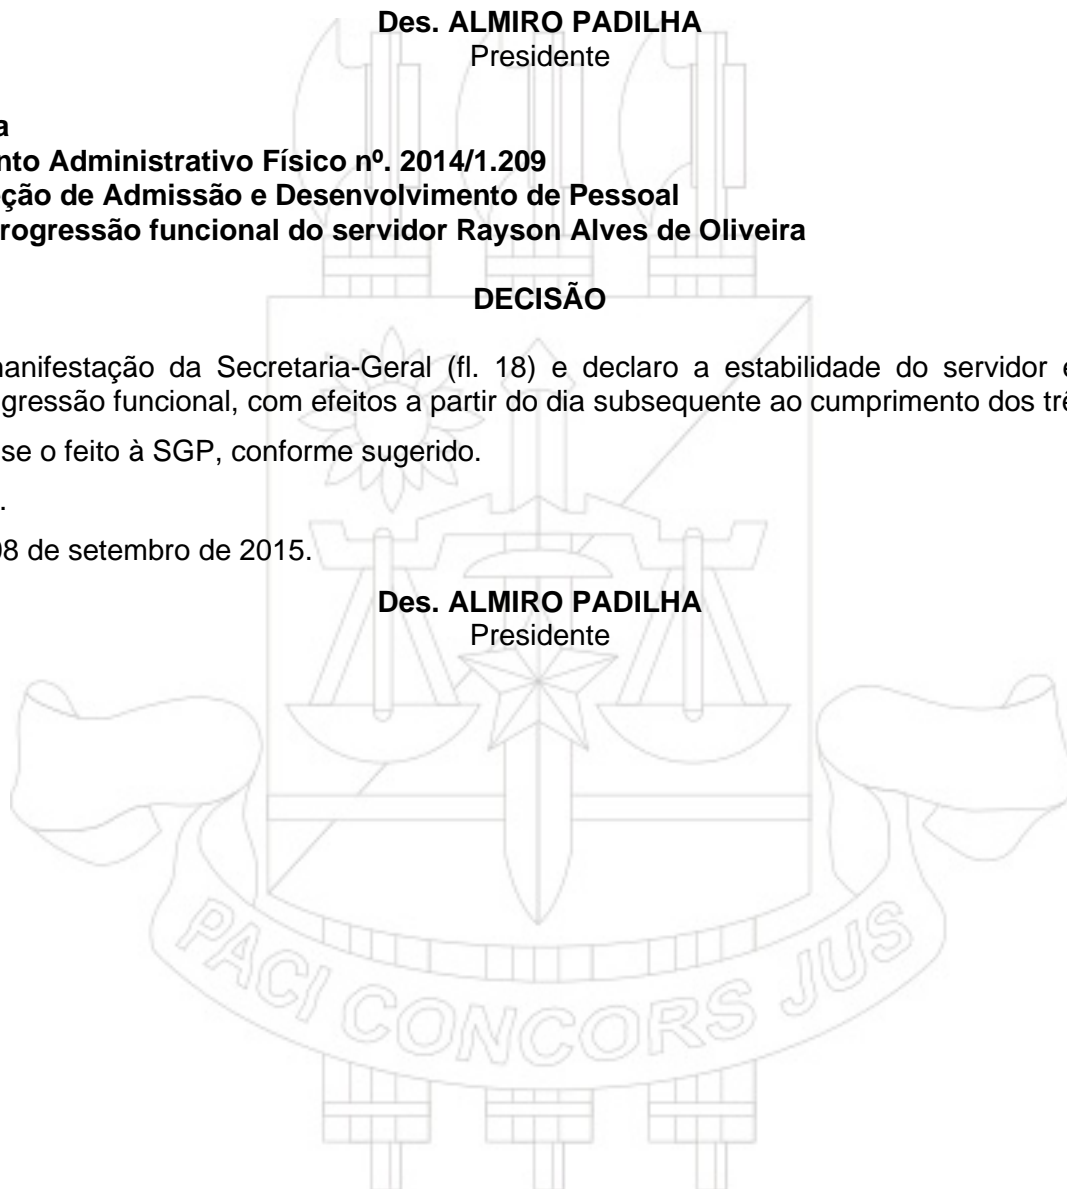 Des. ALMIRO PADILHA
Presidente
a
nto Administrativo Físico nº. 2014/1.209
ção de Admissão e Desenvolvimento de Pessoal
rogressão funcional do servidor Rayson Alves de Oliveira
DECISÃO
manifestação da Secretaria-Geral (fl. 18) e declaro a estabilidade do servidor e
gressão funcional, com efeitos a partir do dia subsequente ao cumprimento dos trê
se o feito à SGP, conforme sugerido.
.
08 de setembro de 2015.
Des. ALMIRO PADILHA
Presidente
PACI CONCORS JUS